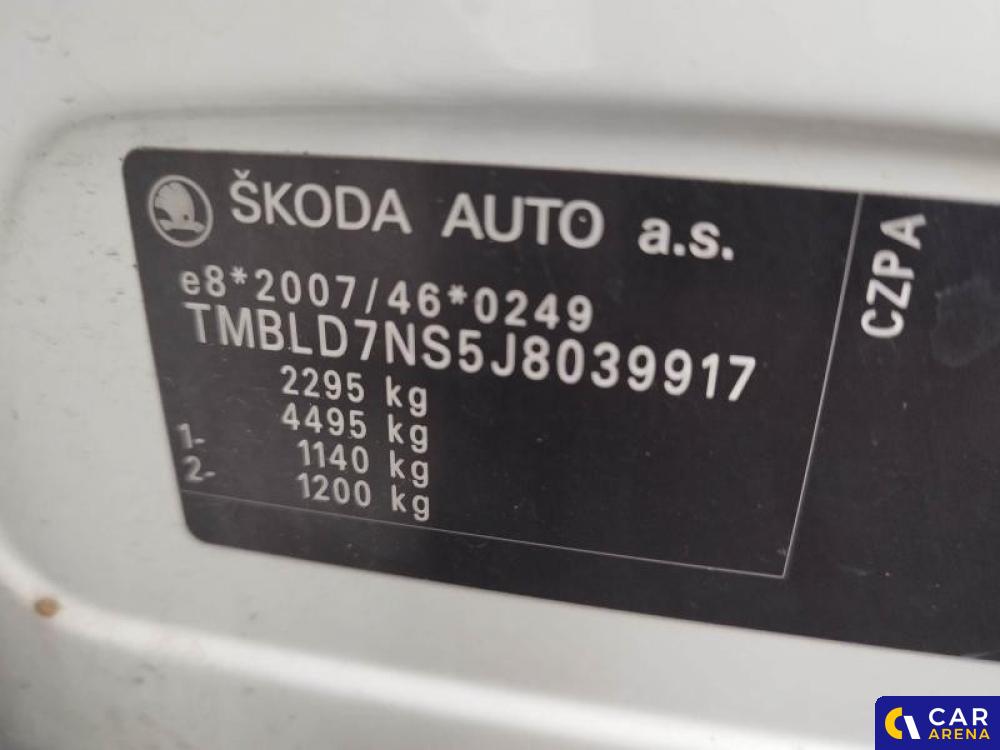 ŠKODA AUTO a.s.
e8*2007/46*0249
TMBLD7NS5J8039917
2295 kg
4495 kg
1- 1140 kg
2- 1200 kg
CZPA
CAR
ARENA